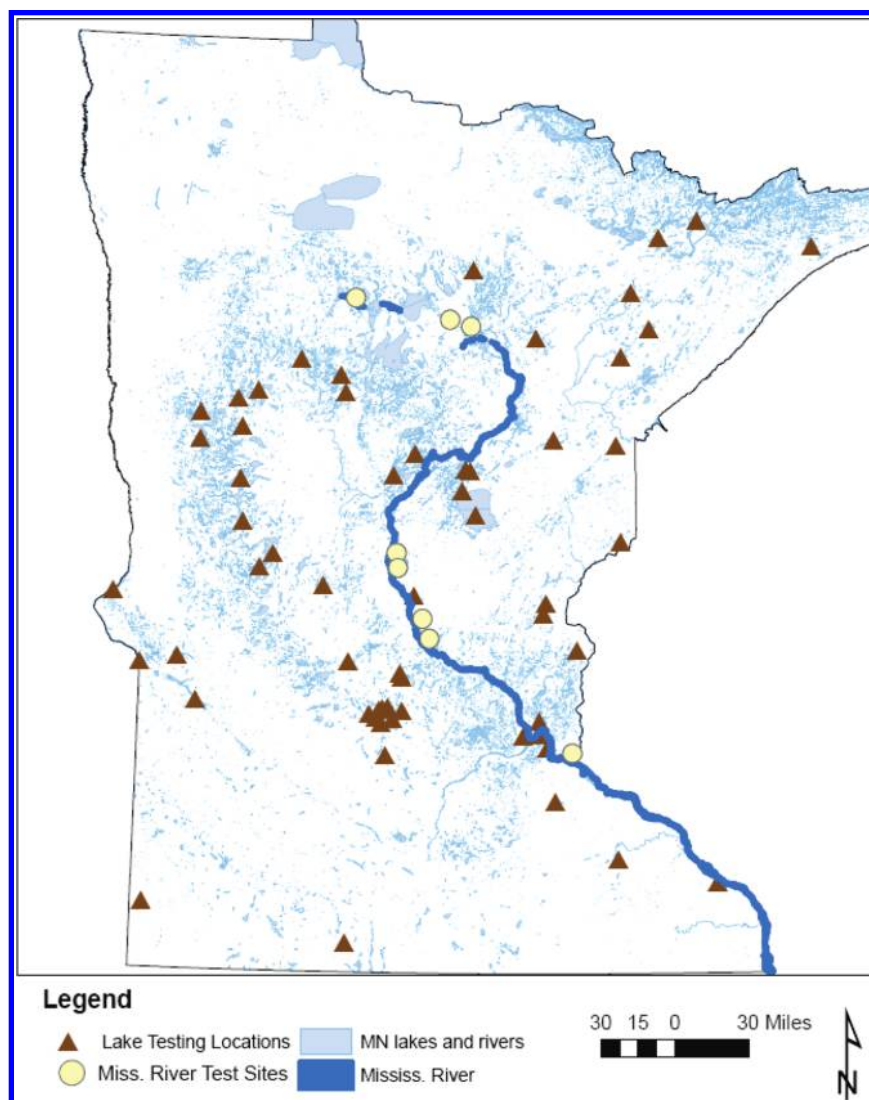 Legend
30 15 0 30 Miles
Lake Testing Locations MN lakes and rivers
Miss. River Test Sites Mississ. River
N